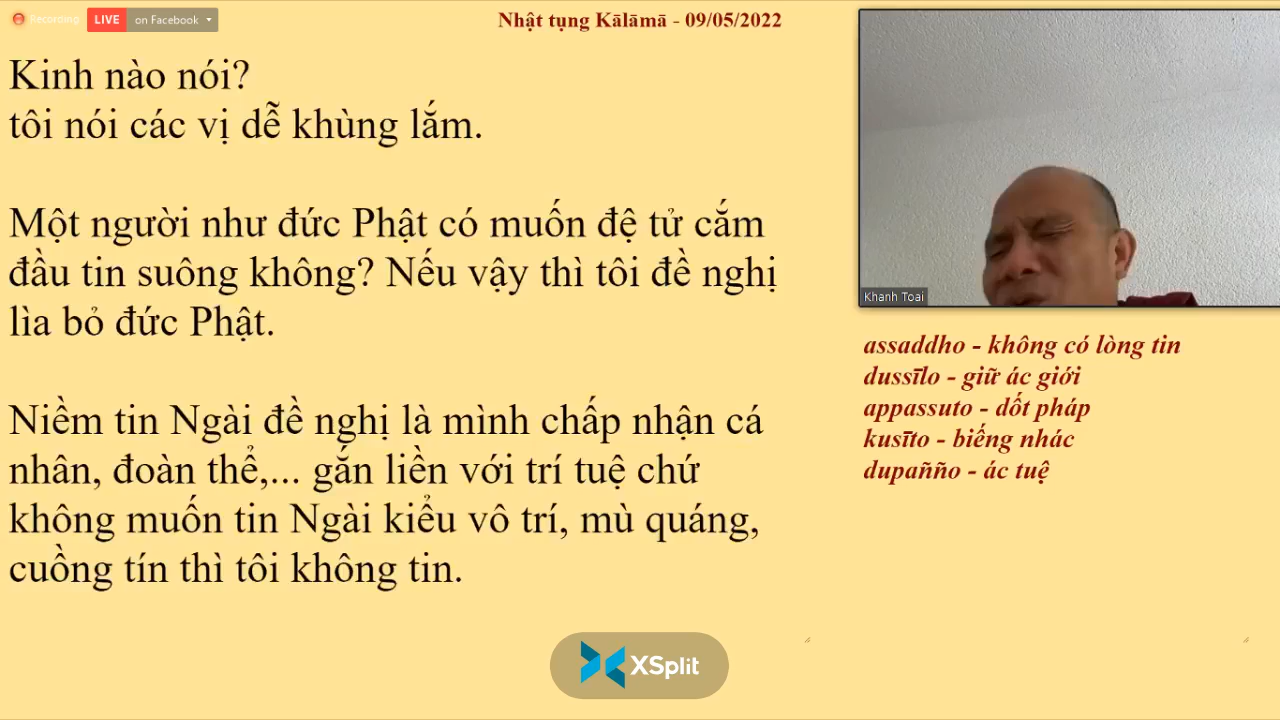 Recording
LIVE on Facebook
Nhật tụng Kālāmā - 09/05/2022
Kinh nào nói?
tôi nói các vị dễ khùng lắm.
Một người như đức Phật có muốn đệ tử cắm
đầu tin suông không? Nếu vậy thì tôi đề nghị
lìa bỏ đức Phật.
Niềm tin Ngài đề nghị là mình chấp nhận cá
nhân, đoàn thể,... gắn liền với trí tuệ chứ
không muốn tin Ngài kiểu vô trí, mù quáng,
cuồng tín thì tôi không tin.
Khanh Toai
assaddho - không có lòng tin
dussīlo - giữ ác giới
appassuto - dốt pháp
kusīto - biếng nhác
dupañño - ác tuệ
XSplit